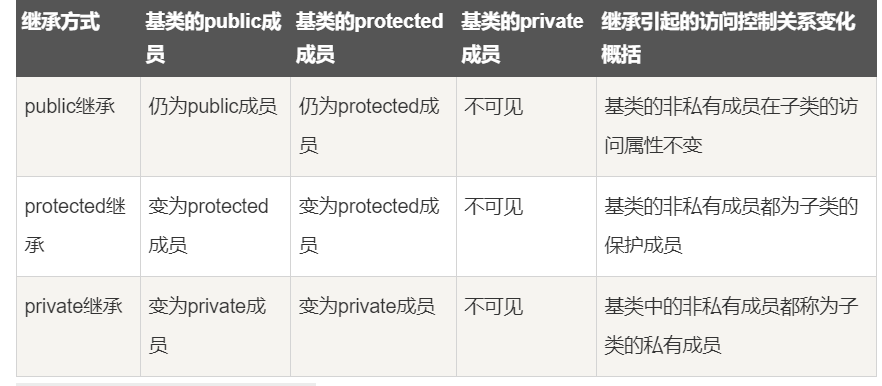 继承方式
基类的public成
员
基类的protected
成员
基类的private
成员
继承引起的访问控制关系变化
概括
public继承
仍为public成员
仍为protected成
员
不可见
基类的非私有成员在子类的访
问属性不变
protected继
承
变为protected
成员
变为protected成
员
不可见
基类的非私有成员都为子类的
保护成员
private继承
变为private成
员
变为private成员
不可见
基类中的非私有成员都称为子
类的私有成员